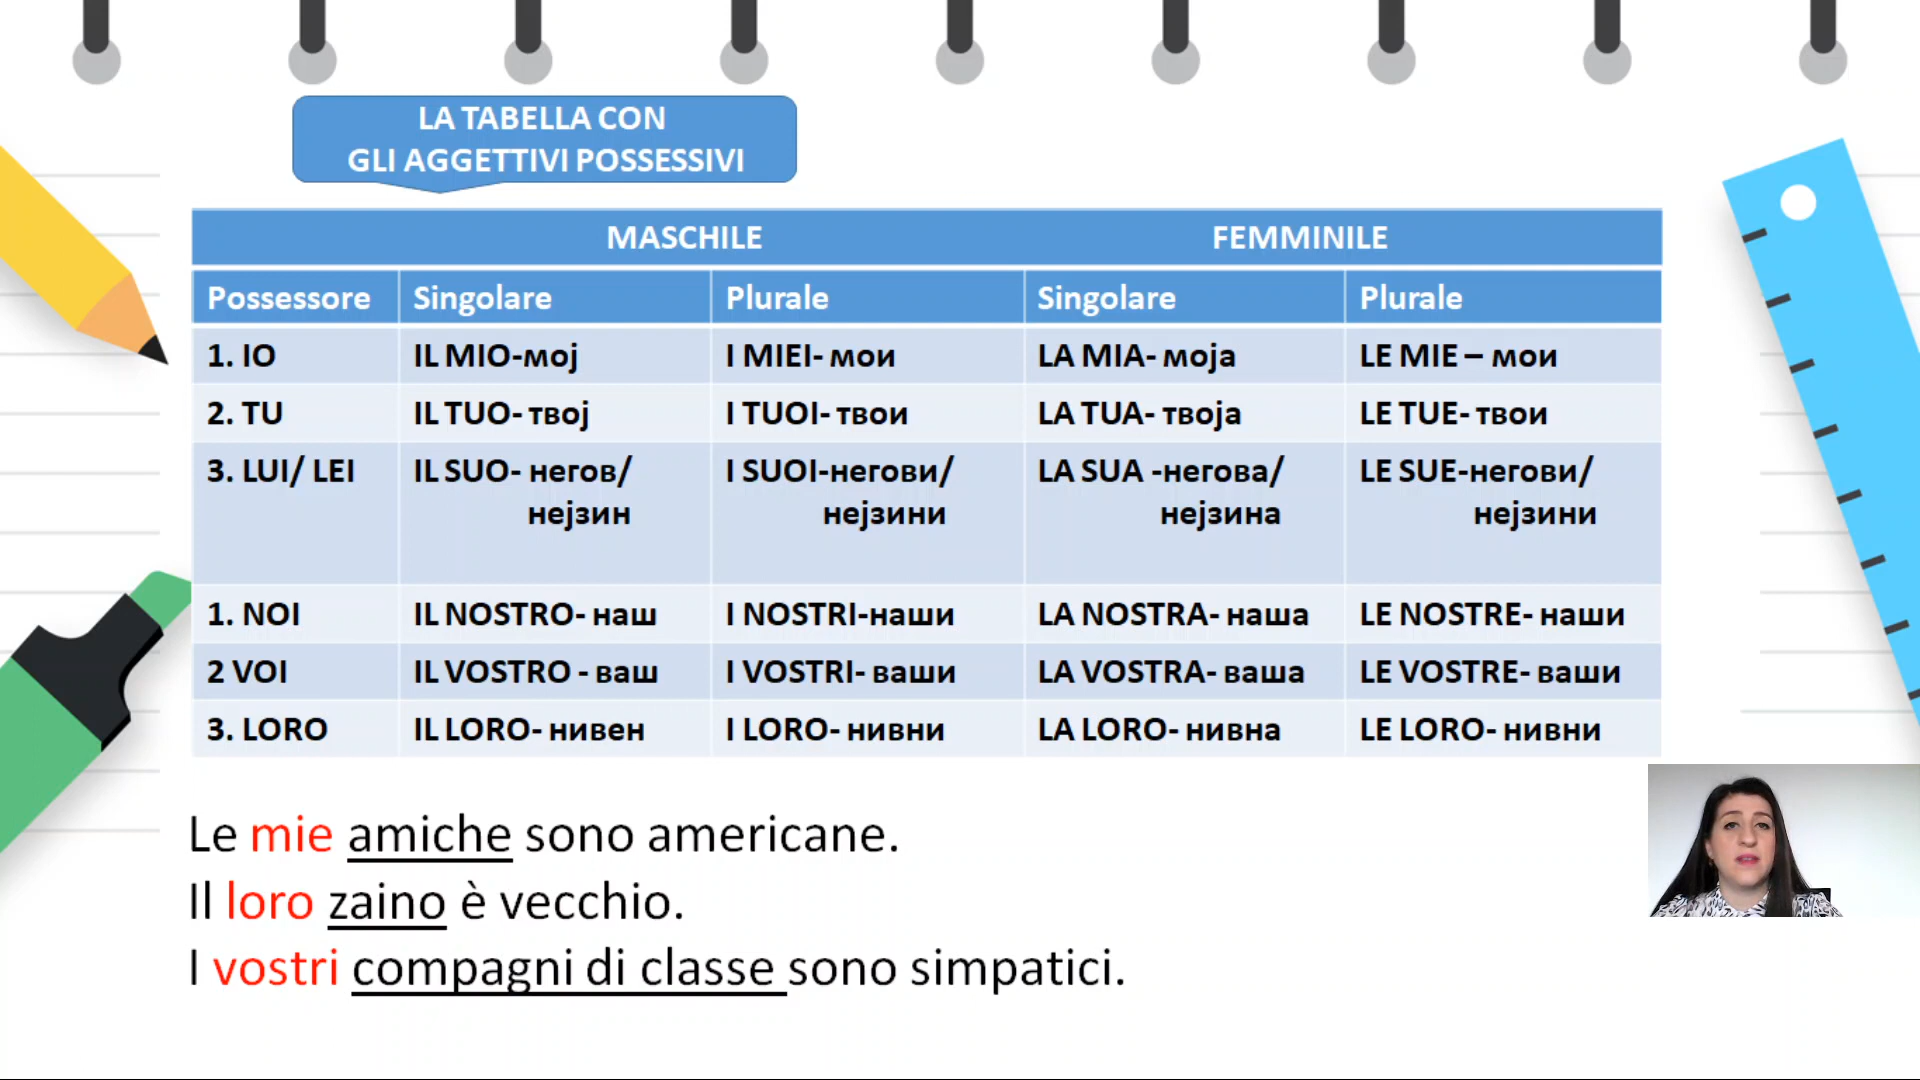 LA TABELLA CON
GLI AGGETTIVI POSSESSIVI
MASCHILE FEMMINILE
Possessore Singolare Plurale Singolare Plurale
1. IO IL MIO-мој I MIEI- мои LA MIA- моја LE MIE – мои
2. TU IL TUO- твој I TUOI- твои LA TUA- твоја LE TUE- твои
3. LUI/ LEI IL SUO- негов/ I SUOI-негови/ LA SUA -негова/ LE SUE-негови/
нејзин нејзини нејзина нејзини
1. NOI IL NOSTRO- наш I NOSTRI-наши LA NOSTRA- наша LE NOSTRE- наши
2 VOI IL VOSTRO - ваш I VOSTRI- ваши LA VOSTRA- ваша LE VOSTRE- ваши
3. LORO IL LORO- нивен I LORO- нивни LA LORO- нивна LE LORO- нивни
Le mie amiche sono americane.
Il loro zaino è vecchio.
I vostri compagni di classe sono simpatici.